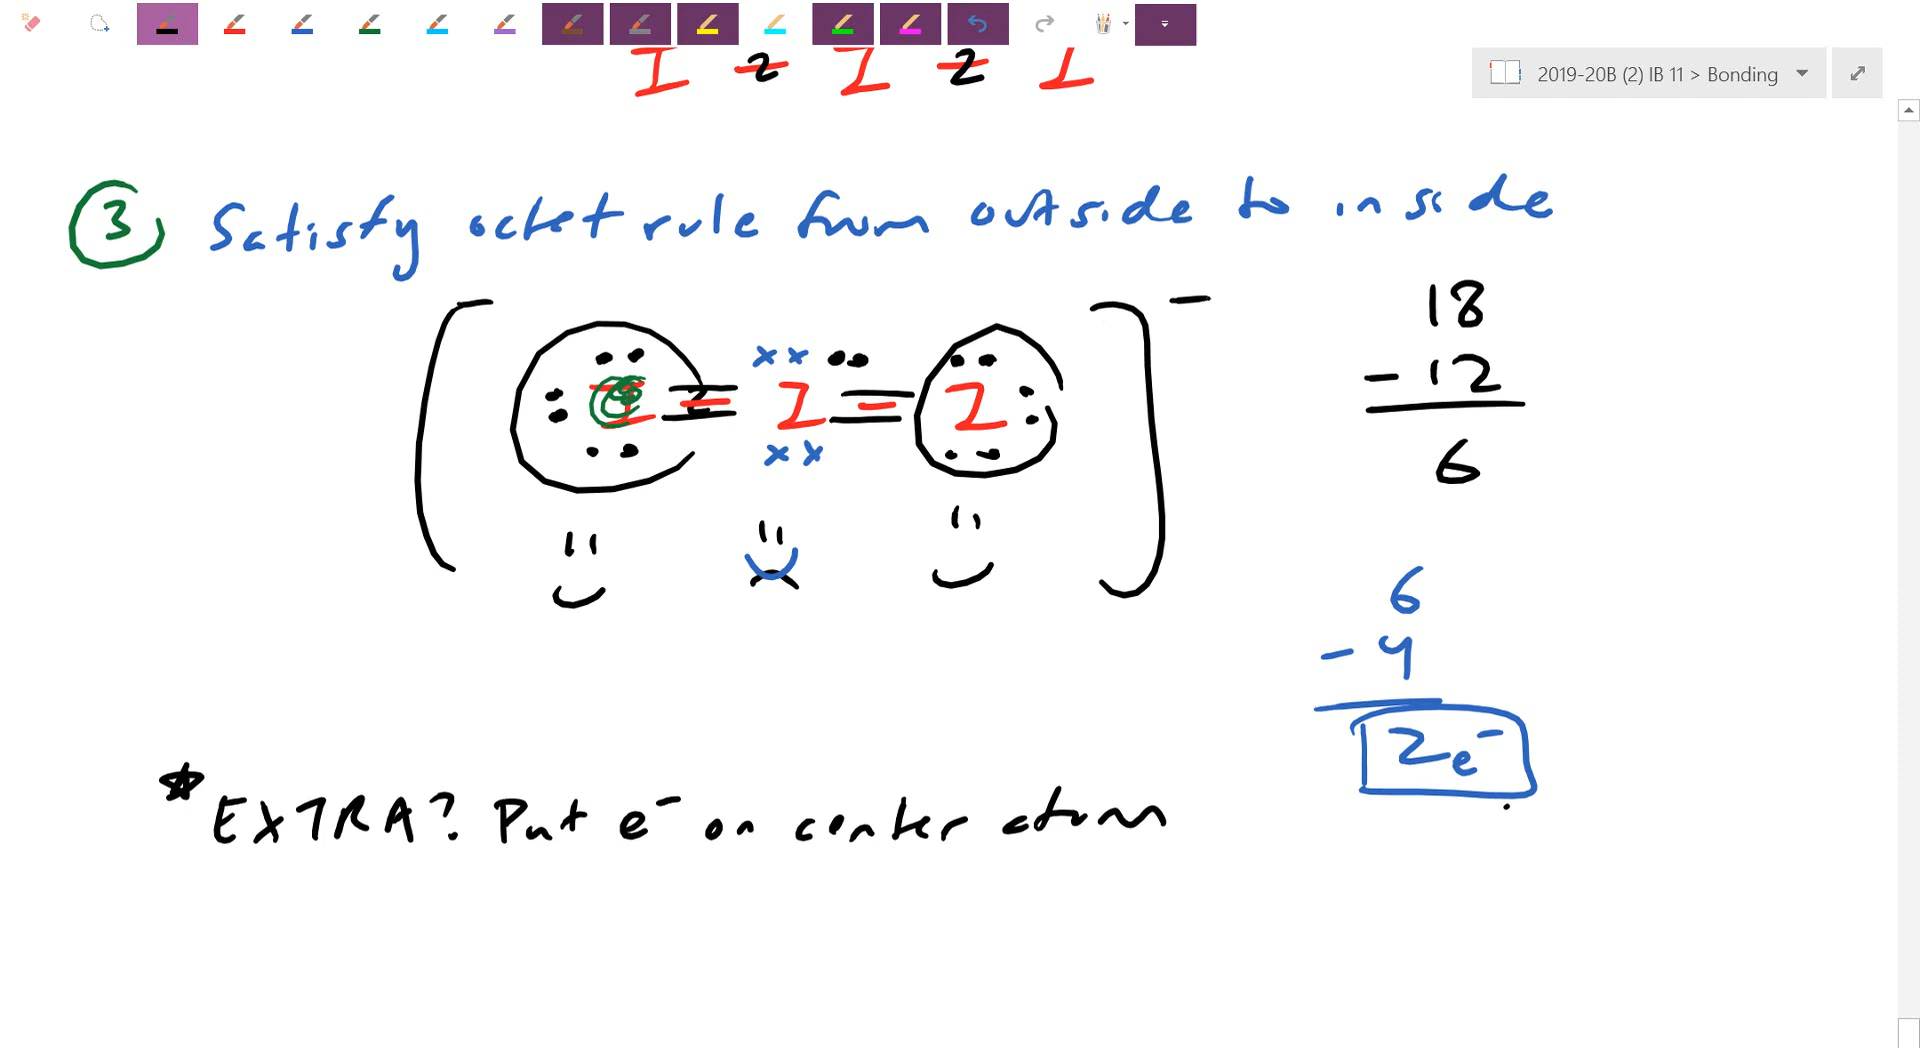 I 2 I 2 I
2019-20B (2) IB 11 > Bonding
3 Satisfy octet rule from outside to inside
18
- 12
6
I I I −
6
- 4
2e⁻
* EXTRA? Put e⁻ on center atom